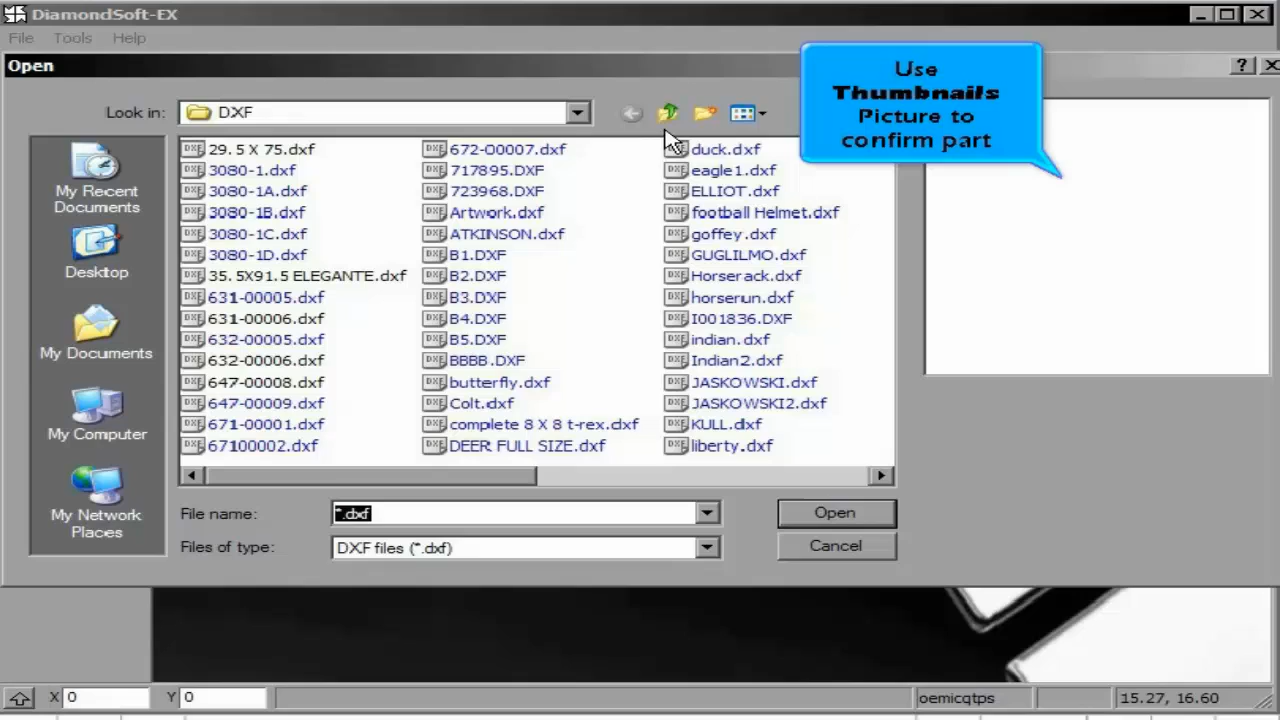 DiamondSoft-EX
File Tools Help
Open
Use
Thumbnails
Picture to
confirm part
Look in: DXF
My Recent
Documents
Desktop
My Documents
My Computer
My Network
Places
29.5 X 75.dxf
3080-1.dxf
3080-1A.dxf
3080-1B.dxf
3080-1C.dxf
3080-1D.dxf
35.5X91.5 ELEGANTE.dxf
631-00005.dxf
631-00006.dxf
632-00005.dxf
632-00006.dxf
647-00008.dxf
647-00009.dxf
671-00001.dxf
67100002.dxf
672-00007.dxf
717895.DXF
723968.DXF
Artwork.dxf
ATKINSON.dxf
B1.DXF
B2.DXF
B3.DXF
B4.DXF
B5.DXF
BBBB.DXF
butterfly.dxf
Colt.dxf
complete 8 X 8 t-rex.dxf
DEER FULL SIZE.dxf
duck.dxf
eagle1.dxf
ELLIOT.dxf
football Helmet.dxf
goffey.dxf
GUGLILMO.dxf
Horserack.dxf
horserun.dxf
I001836.DXF
indian.dxf
Indian2.dxf
JASKOWSKI.dxf
JASKOWSKI2.dxf
KULL.dxf
liberty.dxf
File name: *.dxf
Open
Files of type: DXF files (*.dxf)
Cancel
X 0 Y 0 oemicqtps 15.27, 16.60